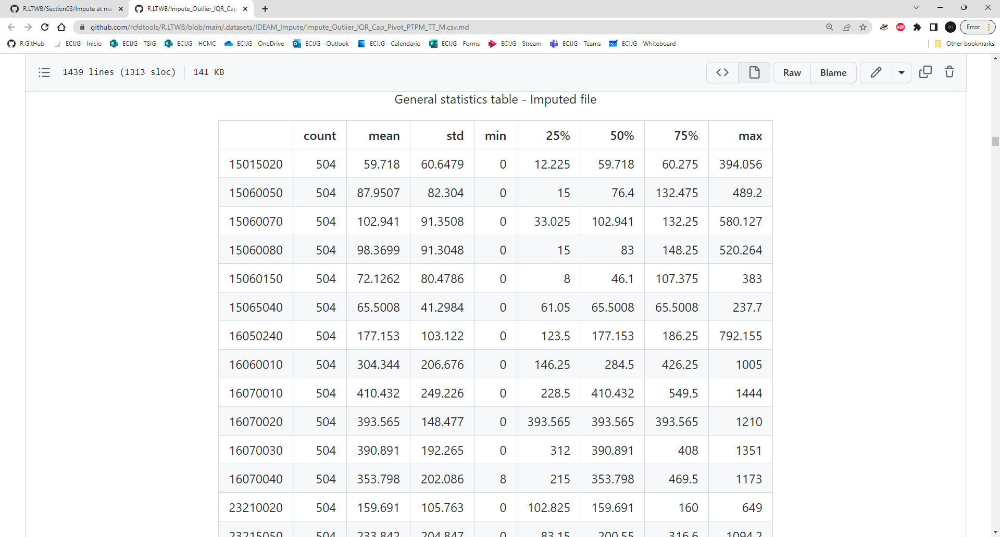 R.LTWB/Section03/Impute at mai
R.LTWB/Impute_Outlier_IQR_Cap_
github.com/rcfdtools/R.LTWB/blob/main/.datasets/IDEAM_Impute/Impute_Outlier_IQR_Cap_Pivot_PTPM_TT_M.csv.md
ABP
Error
R.GitHub ECIJG - Inicio ECIJG - TSIG ECIJG - HCMC ECIJG - OneDrive ECIJG - Outlook ECIJG - Calendario ECIJG - Forms ECIJG - Stream ECIJG - Teams ECIJG - Whiteboard Other bookmarks
1439 lines (1313 sloc) 141 KB Raw Blame
General statistics table - Imputed file
count mean std min 25% 50% 75% max
15015020 504 59.718 60.6479 0 12.225 59.718 60.275 394.056
15060050 504 87.9507 82.304 0 15 76.4 132.475 489.2
15060070 504 102.941 91.3508 0 33.025 102.941 132.25 580.127
15060080 504 98.3699 91.3048 0 15 83 148.25 520.264
15060150 504 72.1262 80.4786 0 8 46.1 107.375 383
15065040 504 65.5008 41.2984 0 61.05 65.5008 65.5008 237.7
16050240 504 177.153 103.122 0 123.5 177.153 186.25 792.155
16060010 504 304.344 206.676 0 146.25 284.5 426.25 1005
16070010 504 410.432 249.226 0 228.5 410.432 549.5 1444
16070020 504 393.565 148.477 0 393.565 393.565 393.565 1210
16070030 504 390.891 192.265 0 312 390.891 408 1351
16070040 504 353.798 202.086 8 215 353.798 469.5 1173
23210020 504 159.691 105.763 0 102.825 159.691 160 649
23215050 504 233.842 204.847 0 83.15 200.55 316.6 1094.2